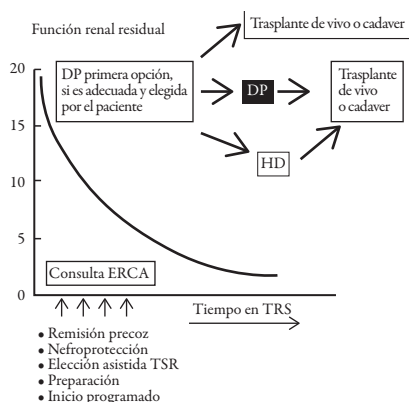 Función renal residual
Trasplante de vivo o cadaver
20
DP primera opción,
si es adecuada y elegida
por el paciente
DP
Trasplante
de vivo
o cadaver
15
HD
10
5
Consulta ERCA
0
Tiempo en TRS
• Remisión precoz
• Nefroprotección
• Elección asistida TSR
• Preparación
• Inicio programado